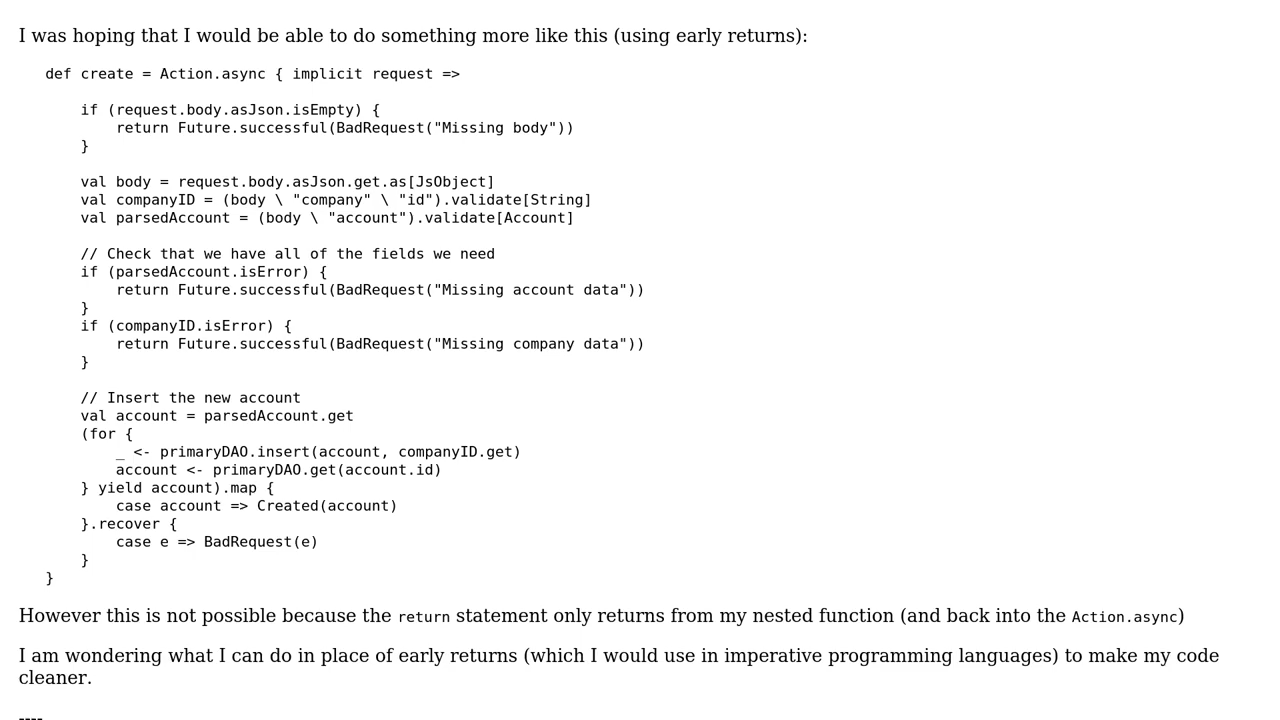 I was hoping that I would be able to do something more like this (using early returns):
def create = Action.async { implicit request =>
if (request.body.asJson.isEmpty) {
return Future.successful(BadRequest("Missing body"))
}
val body = request.body.asJson.get.as[JsObject]
val companyID = (body \ "company" \ "id").validate[String]
val parsedAccount = (body \ "account").validate[Account]
// Check that we have all of the fields we need
if (parsedAccount.isError) {
return Future.successful(BadRequest("Missing account data"))
}
if (companyID.isError) {
return Future.successful(BadRequest("Missing company data"))
}
// Insert the new account
val account = parsedAccount.get
(for {
_ <- primaryDAO.insert(account, companyID.get)
account <- primaryDAO.get(account.id)
} yield account).map {
case account => Created(account)
}.recover {
case e => BadRequest(e)
}
}
However this is not possible because the return statement only returns from my nested function (and back into the Action.async)
I am wondering what I can do in place of early returns (which I would use in imperative programming languages) to make my code
cleaner.
----